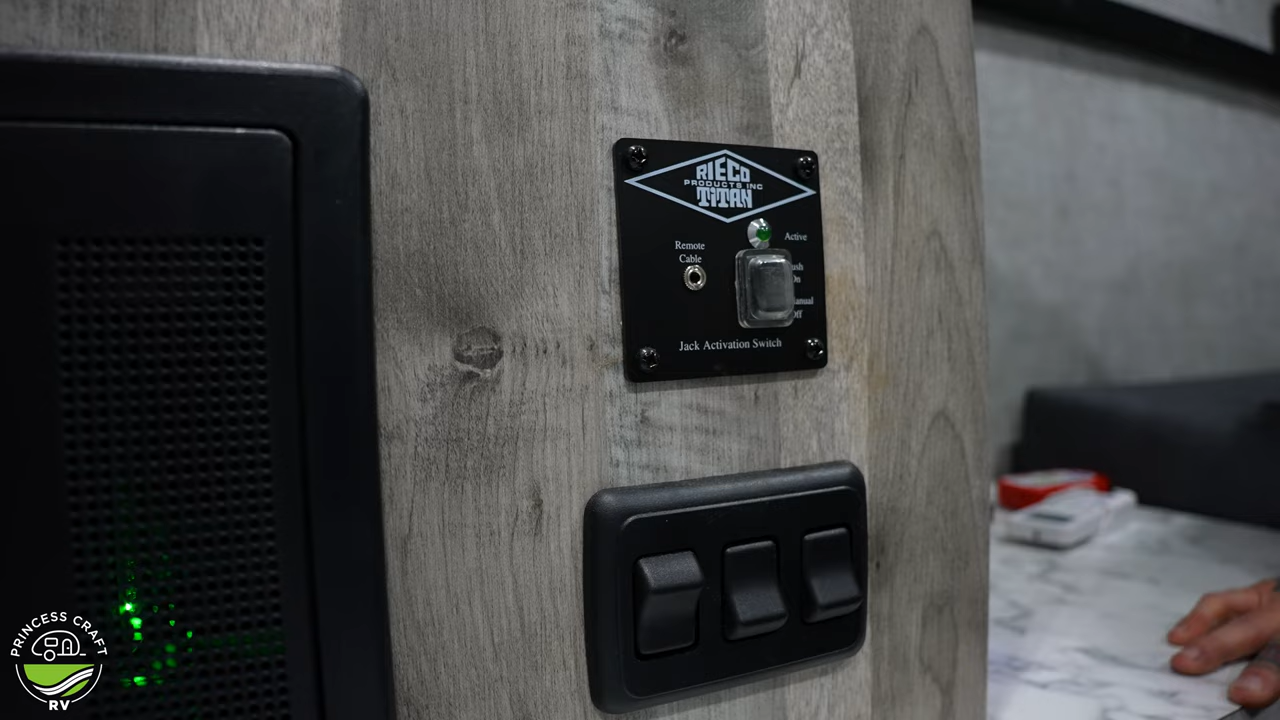 RIECO
PRODUCTS INC
TITAN
Active
Remote
Cable
Jack Activation Switch
PRINCESS CRAFT
RV